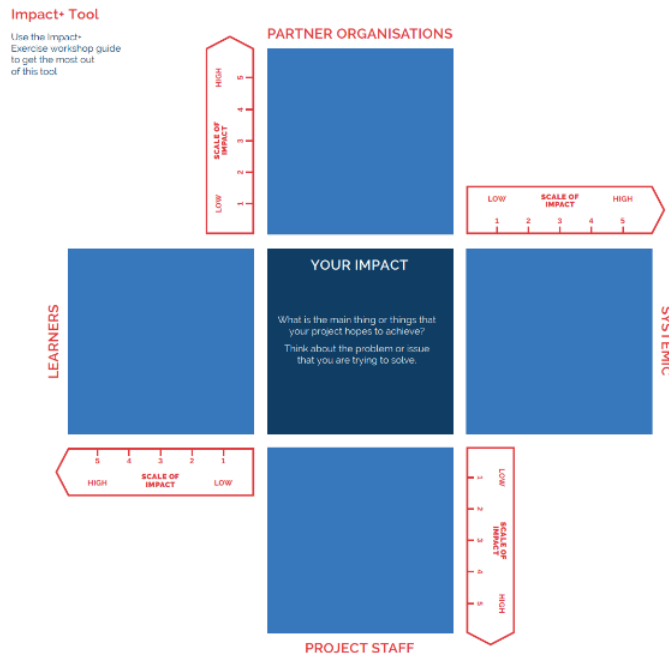 Impact+ Tool
Use the Impact+
Exercise workshop guide
to get the most out
of this tool
PARTNER ORGANISATIONS
HIGH
SCALE OF
IMPACT
LOW
5
4
3
2
1
LOW
SCALE OF
IMPACT
HIGH
1 2 3 4 5
LEARNERS
YOUR IMPACT
What is the main thing or things that
your project hopes to achieve?
Think about the problem or issue
that you are trying to solve.
SYSTEMIC
5 4 3 2 1
HIGH
SCALE OF
IMPACT
LOW
1
2
3
4
5
LOW
SCALE OF
IMPACT
HIGH
PROJECT STAFF